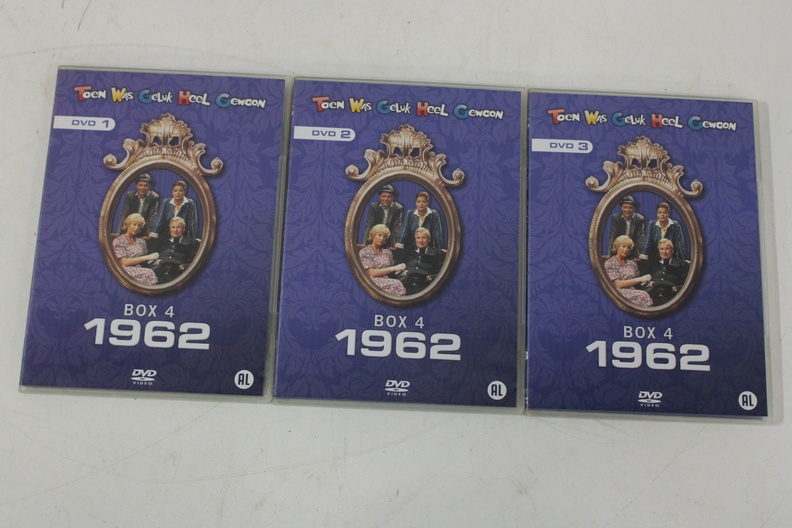 Toen Was Geluk Heel Gewoon
DVD 1
BOX 4
1962
DVD
VIDEO
AL
Toen Was Geluk Heel Gewoon
DVD 2
BOX 4
1962
DVD
VIDEO
AL
Toen Was Geluk Heel Gewoon
DVD 3
BOX 4
1962
DVD
VIDEO
AL